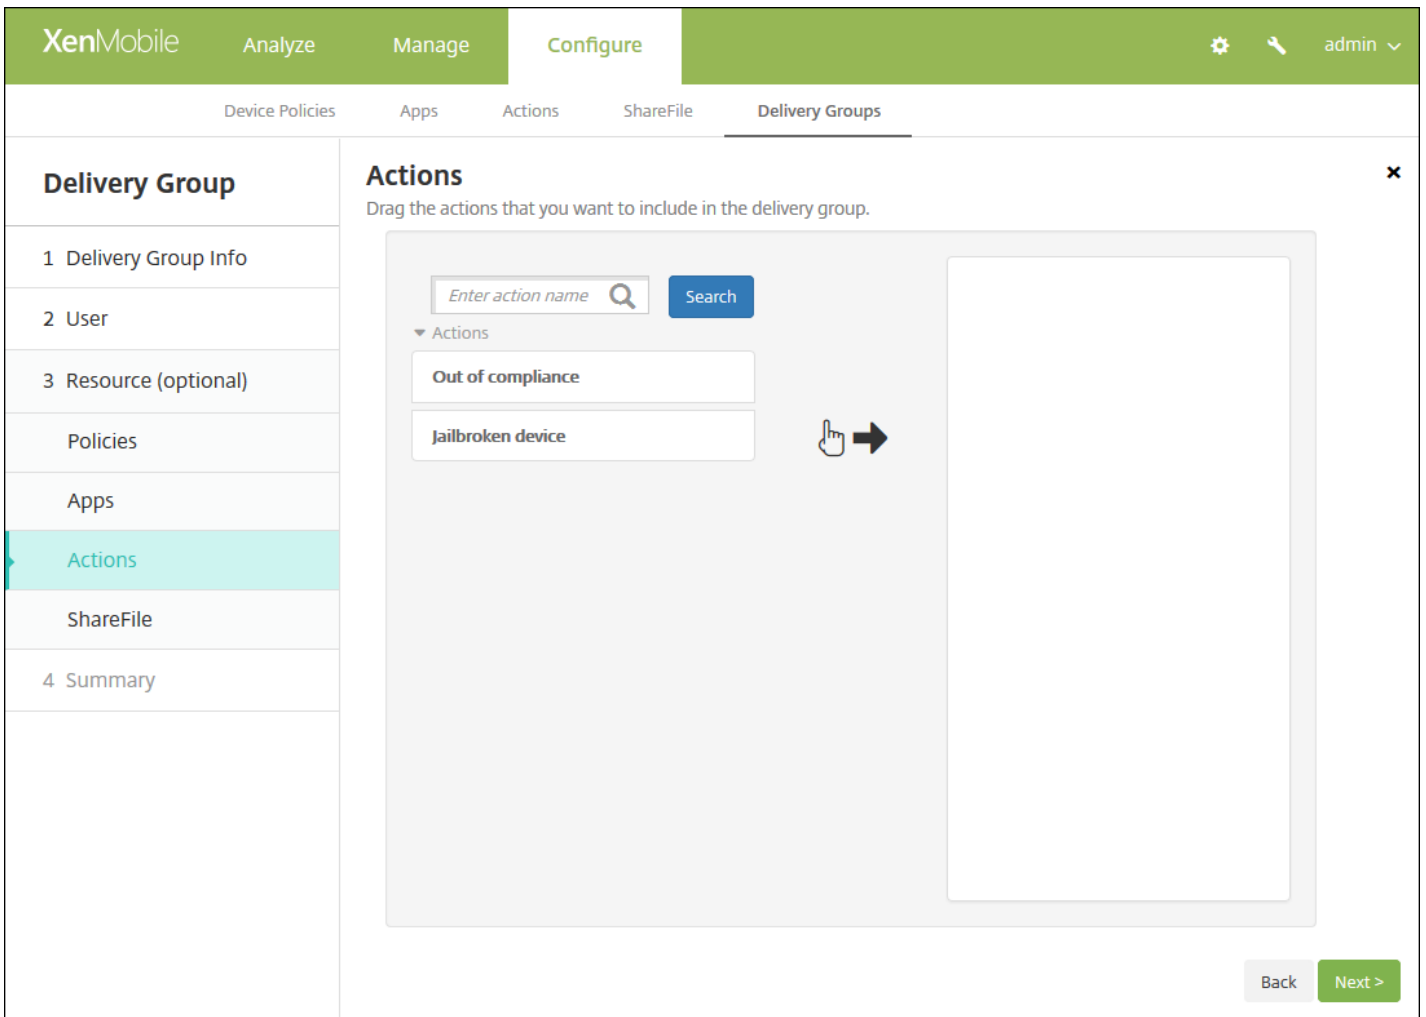 XenMobile Analyze Manage Configure admin
Device Policies Apps Actions ShareFile Delivery Groups
Delivery Group
1 Delivery Group Info
2 User
3 Resource (optional)
Policies
Apps
Actions
ShareFile
4 Summary
Actions
Drag the actions that you want to include in the delivery group.
Enter action name Search
Actions
Out of compliance
Jailbroken device
Back Next >